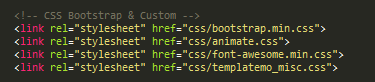 <!-- CSS Bootstrap & Custom -->
<link rel="stylesheet" href="css/bootstrap.min.css">
<link rel="stylesheet" href="css/animate.css">
<link rel="stylesheet" href="css/font-awesome.min.css">
<link rel="stylesheet" href="css/templatemo_misc.css">